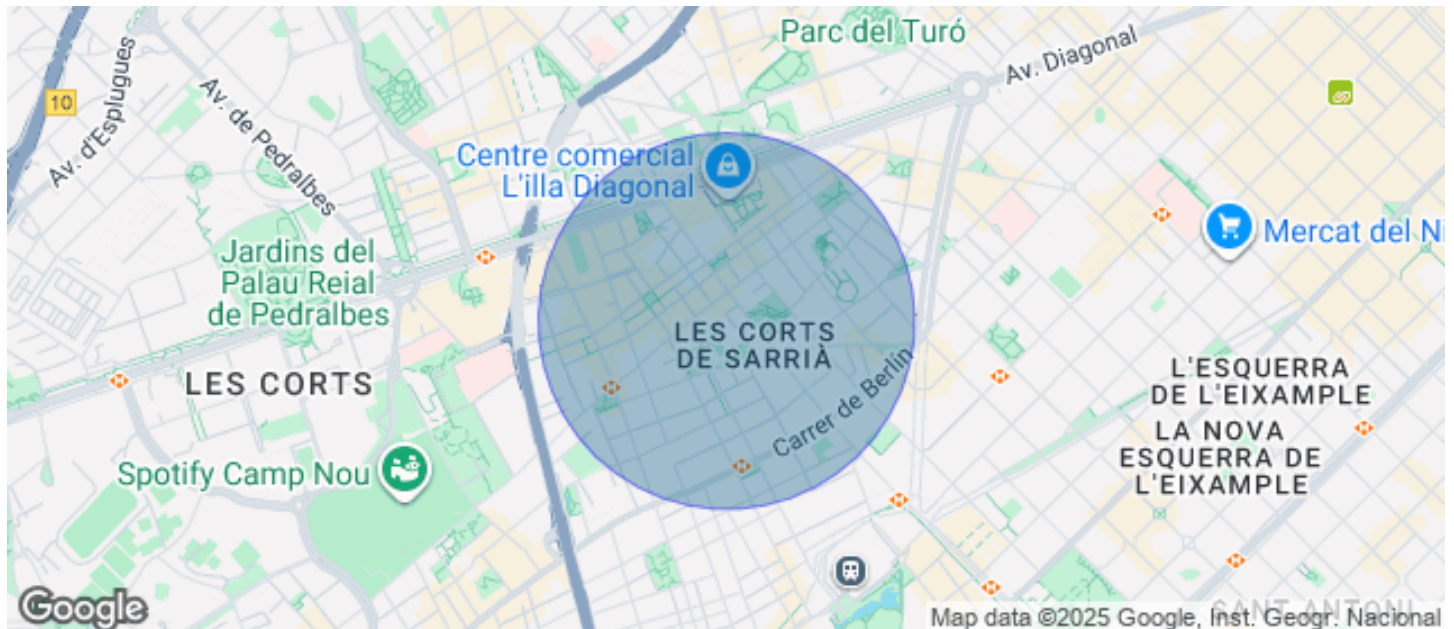 Parc del Turó
Av. Diagonal
10
Av. d'Esplugues
Av. de Pedralbes
Centre comercial
L'illa Diagonal
Mercat del Ni
Jardins del
Palau Reial
de Pedralbes
LES CORTS
DE SARRIÀ
LES CORTS
Carrer de Berlín
L'ESQUERRA
DE L'EIXAMPLE
LA NOVA
ESQUERRA DE
L'EIXAMPLE
Spotify Camp Nou
SANT ANTONI
Google
Map data ©2025 Google, Inst. Geogr. Nacional